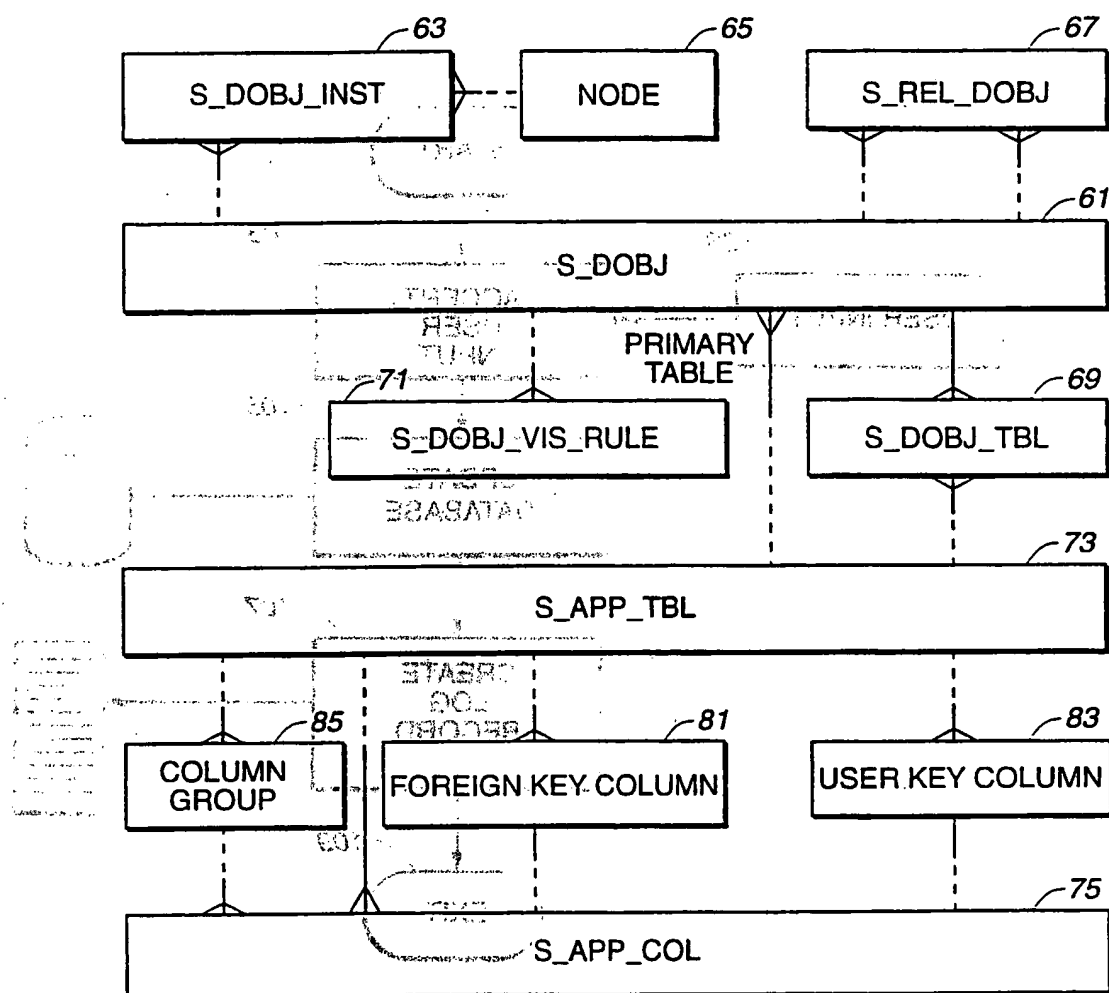 63
65
67
S_DOBJ_INST
NODE
S_REL_DOBJ
61
S_DOBJ
PRIMARY
TABLE
71
69
S_DOBJ_VIS_RULE
S_DOBJ_TBL
73
S_APP_TBL
85
81
83
COLUMN
GROUP
FOREIGN KEY COLUMN
USER KEY COLUMN
75
S_APP_COL